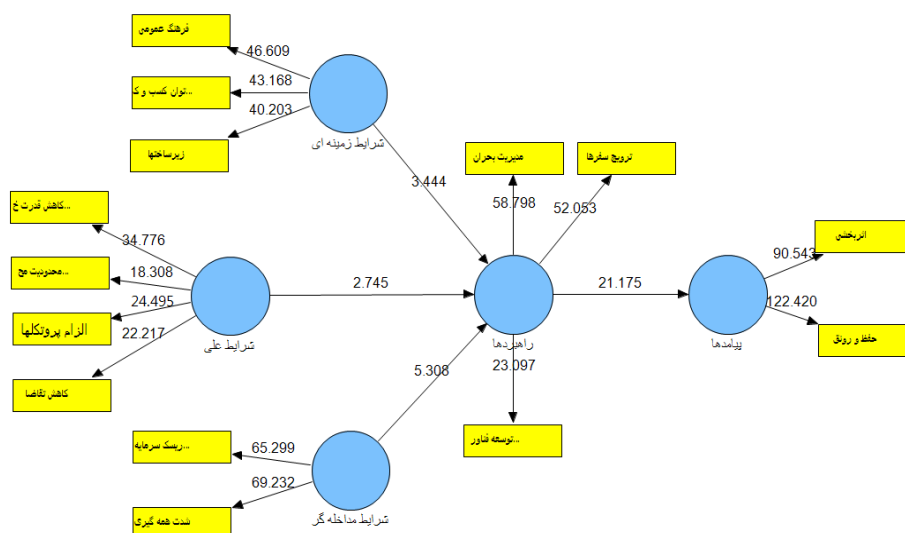 فرهنگ عمومی
46.609
توان کسب و ک...
43.168
زیرساختها
40.203
شرایط زمینه ای
3.444
مدیریت بحران
58.798
ترویج سفرها
52.053
کاهش قدرت خ...
34.776
محدودیت مح...
18.308
الزام پروتکلها
24.495
کاهش تقاضا
22.217
شرایط علی
2.745
راهبردها
21.175
اثربخشی
90.543
حفظ و رونق
122.420
پیامدها
5.308
23.097
توسعه فناور...
ریسک سرمایه...
65.299
شدت همه گیری
69.232
شرایط مداخله گر